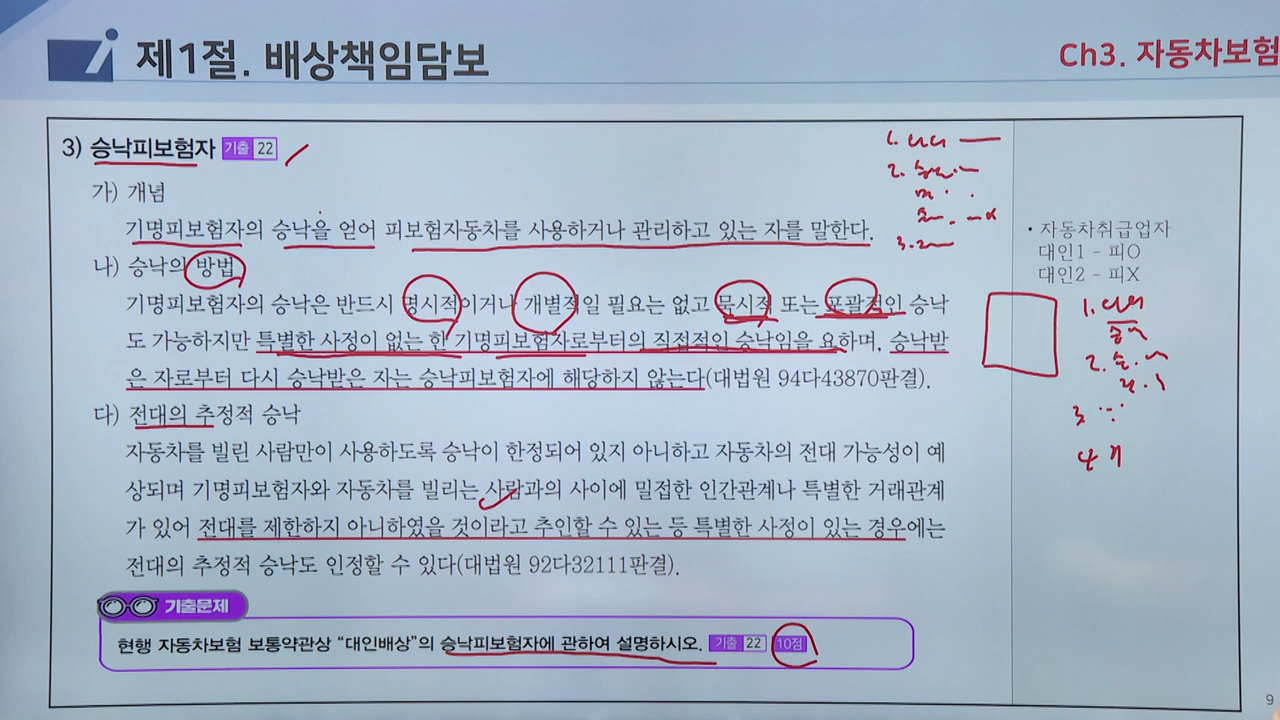 제1절. 배상책임담보
Ch3. 자동차보험
3) 승낙피보험자 기출 22
가) 개념
기명피보험자의 승낙을 얻어 피보험자동차를 사용하거나 관리하고 있는 자를 말한다.
나) 승낙의 방법
기명피보험자의 승낙은 반드시 명시적이거나 개별적일 필요는 없고 묵시적 또는 포괄적인 승낙
도 가능하지만 특별한 사정이 없는 한 기명피보험자로부터의 직접적인 승낙임을 요하며, 승낙받
은 자로부터 다시 승낙받은 자는 승낙피보험자에 해당하지 않는다(대법원 94다43870판결).
다) 전대의 추정적 승낙
자동차를 빌린 사람만이 사용하도록 승낙이 한정되어 있지 아니하고 자동차의 전대 가능성이 예
상되며 기명피보험자와 자동차를 빌리는 사람과의 사이에 밀접한 인간관계나 특별한 거래관계
가 있어 전대를 제한하지 아니하였을 것이라고 추인할 수 있는 등 특별한 사정이 있는 경우에는
전대의 추정적 승낙도 인정할 수 있다(대법원 92다32111판결).
기출문제
현행 자동차보험 보통약관상 “대인배상”의 승낙피보험자에 관하여 설명하시오. 기출 22 10점
• 자동차취급업자
대인1 - 피O
대인2 - 피X
1.
2.
3.
1.
2.
9